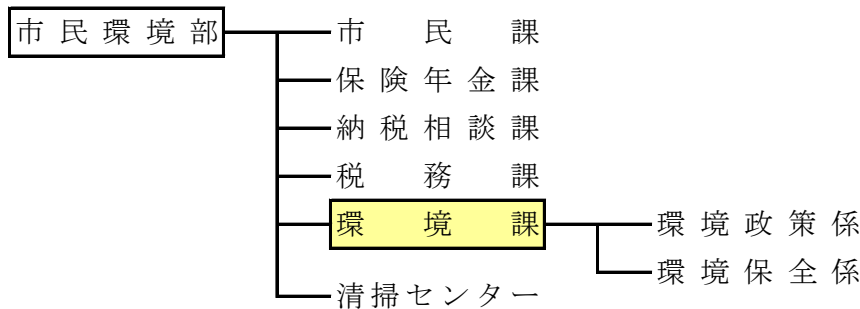 市民環境部
市民課
保険年金課
納税相談課
税務課
環境課
環境政策係
環境保全係
清掃センター